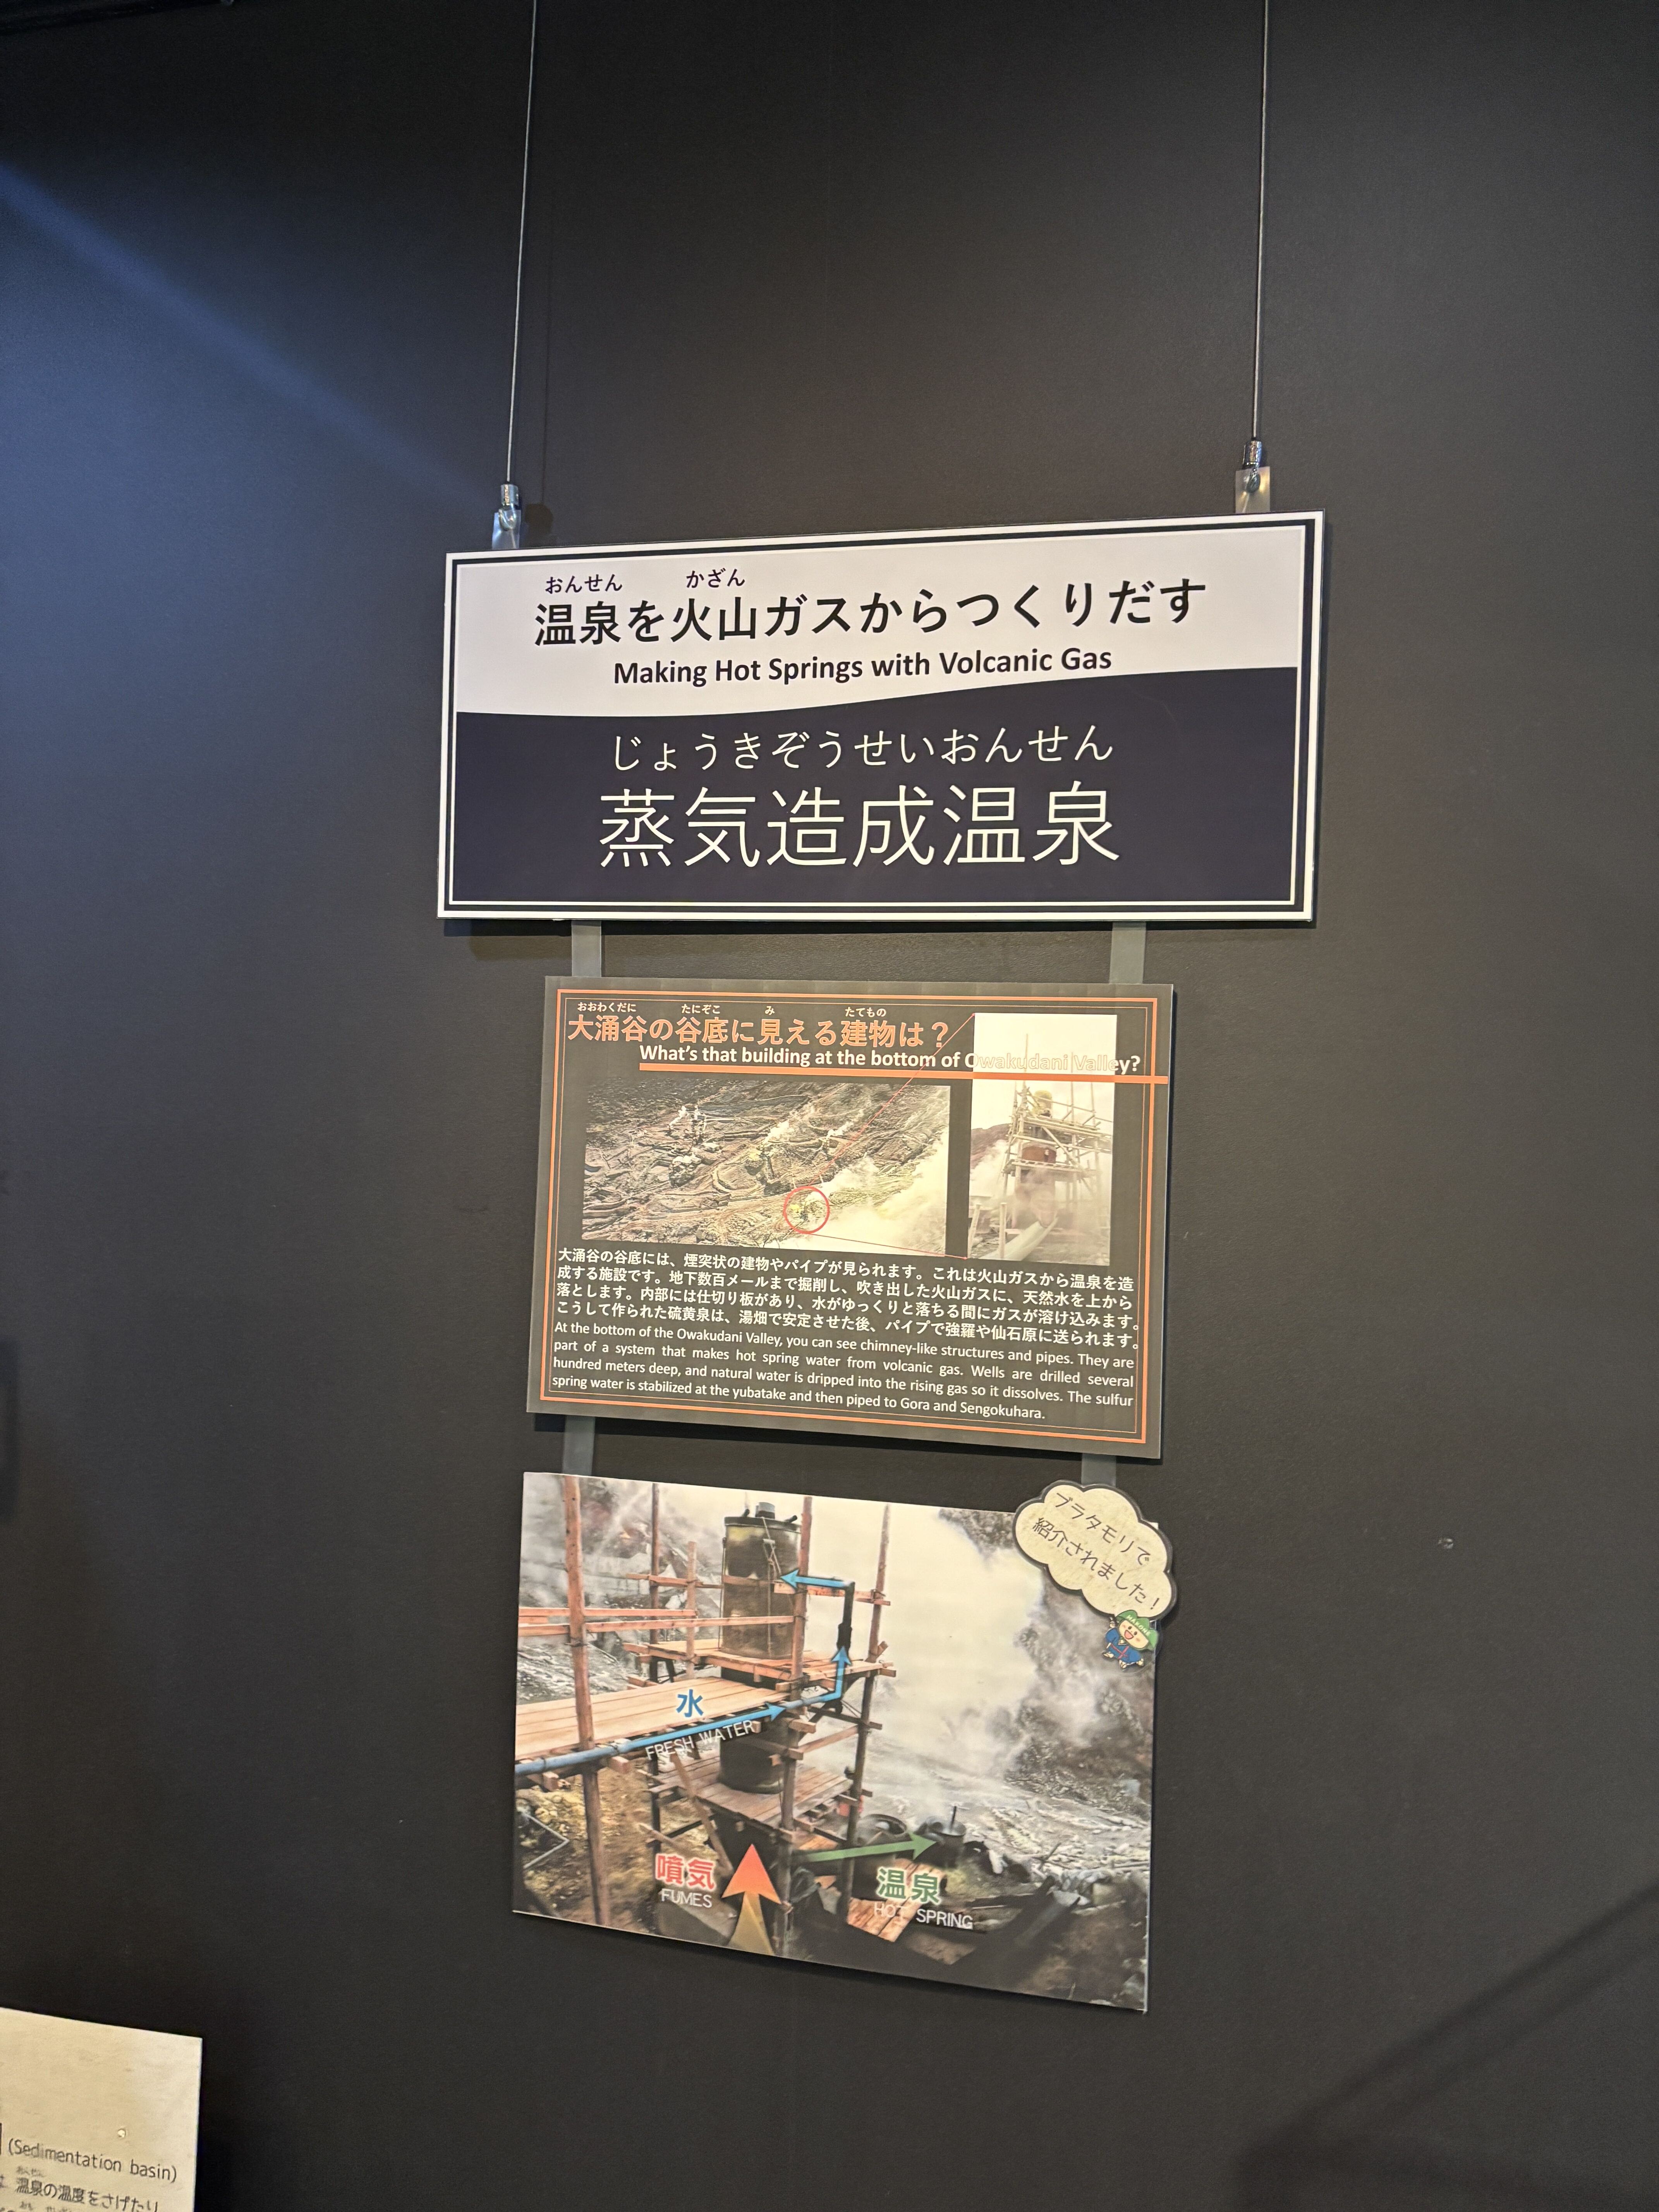 おんせん かざん
温泉を火山ガスからつくりだす
Making Hot Springs with Volcanic Gas
じょうきぞうせいおんせん
蒸気造成温泉
おおわくだに たにぞこ み たてもの
大涌谷の谷底に見える建物は？
What's that building at the bottom of Owakudani Valley?
大涌谷の谷底には、煙突状の建物やパイプが見られます。これは火山ガスから温泉を造
成する施設です。地下数百メールまで掘削し、吹き出した火山ガスに、天然水を上から
落とします。内部には仕切り板があり、水がゆっくりと落ちる間にガスが溶け込みます。
こうして作られた硫黄泉は、湯畑で安定させた後、パイプで強羅や仙石原に送られます。
At the bottom of the Owakudani Valley, you can see chimney-like structures and pipes. They are
part of a system that makes hot spring water from volcanic gas. Wells are drilled several
hundred meters deep, and natural water is dripped into the rising gas so it dissolves. The sulfur
spring water is stabilized at the yubatake and then piped to Gora and Sengokuhara.
ブラタモリで
紹介されました！
水
FRESH WATER
噴気
FUMES
温泉
HOT SPRING
(Sedimentation basin)
温泉の温度をさげたり